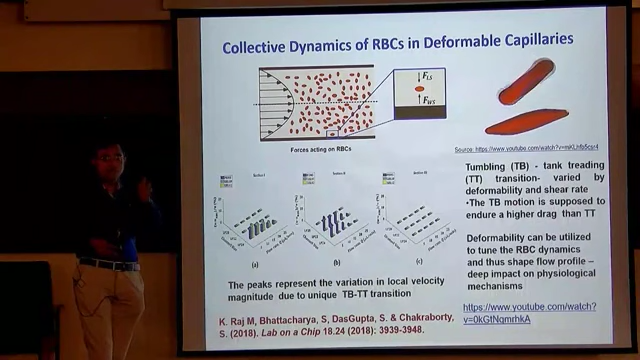 Collective Dynamics of RBCs in Deformable Capillaries
F_LS
F_WS
Forces acting on RBCs
Source: https://www.youtube.com/watch?v=
Tumbling (TB) - tank treading
(TT) transition - varied by
deformability and shear rate
•The TB motion is supposed to
endure a higher drag than TT
Deformability can be utilized
to tune the RBC dynamics
and thus shape flow profile –
deep impact on physiological
mechanisms
https://www.youtube.com/watch?
v=0kGtNqmrhkA
(a)
(b)
(c)
The peaks represent the variation in local velocity
magnitude due to unique TB-TT transition
K. Raj M, Bhattacharya, S, DasGupta, S. & Chakraborty,
S. (2018). Lab on a Chip 18.24 (2018): 3939-3948.